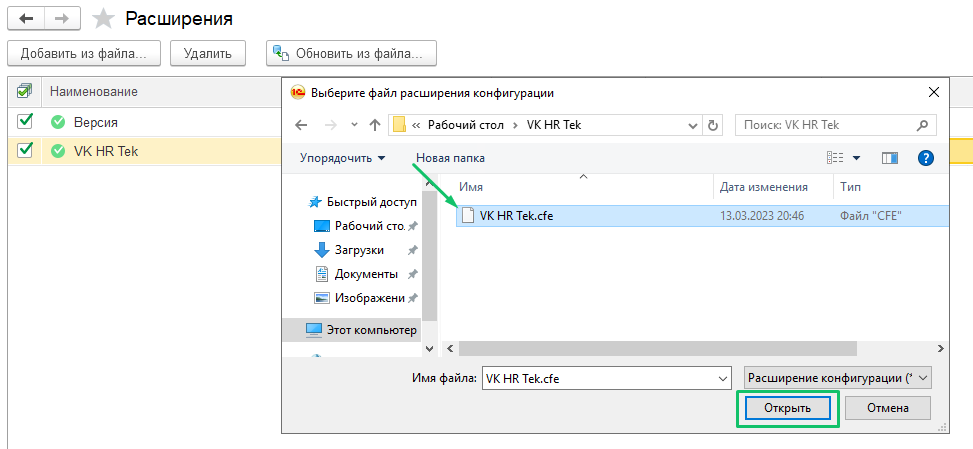 Расширения
Добавить из файла... Удалить Обновить из файла...
Наименование
Версия
VK HR Tek
1С Выберите файл расширения конфигурации
« Рабочий стол > VK HR Tek Поиск: VK HR Tek
Упорядочить Новая папка
Имя Дата изменения Тип
VK HR Tek.cfe 13.03.2023 20:46 Файл "CFE"
Быстрый доступ
Рабочий сто.
Загрузки
Документы
Изображени
Этот компьютер
Имя файла: VK HR Tek.cfe Расширение конфигурации (*
Открыть Отмена